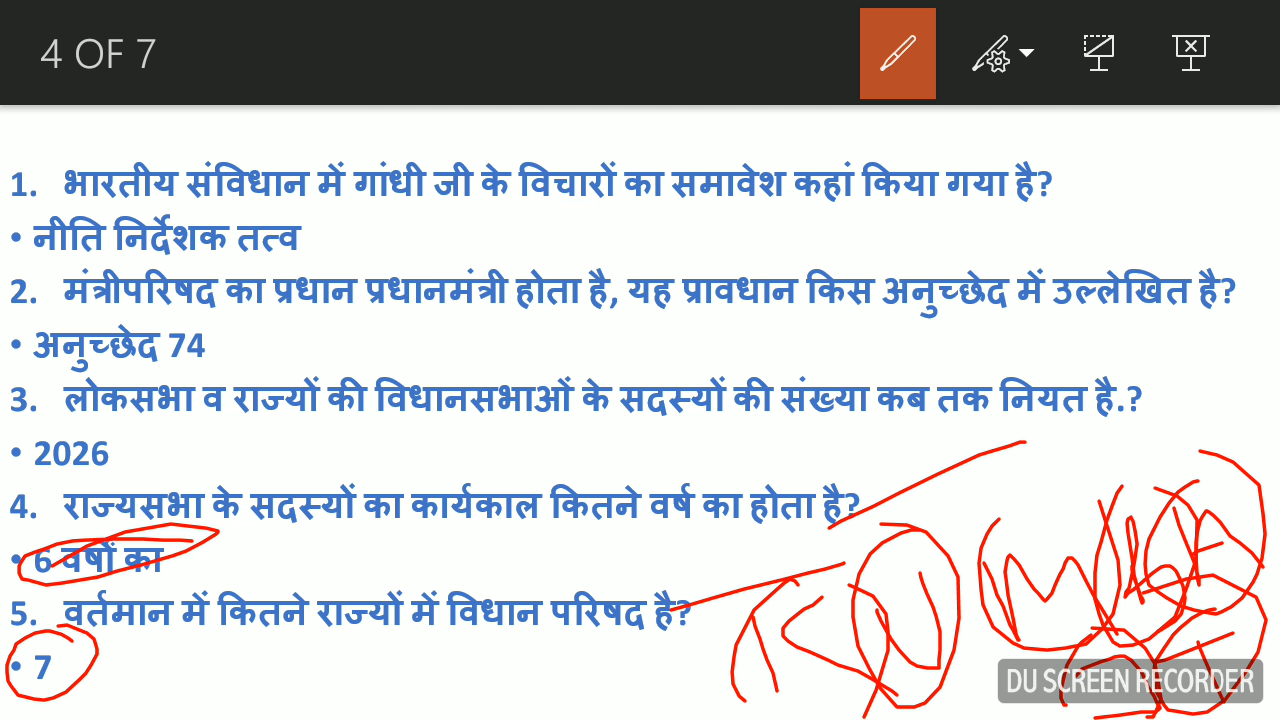 4 OF 7
1. भारतीय संविधान में गांधी जी के विचारों का समावेश कहां किया गया है?
• नीति निर्देशक तत्व
2. मंत्रीपरिषद का प्रधान प्रधानमंत्री होता है, यह प्रावधान किस अनुच्छेद में उल्लेखित है?
• अनुच्छेद 74
3. लोकसभा व राज्यों की विधानसभाओं के सदस्यों की संख्या कब तक नियत है.?
• 2026
4. राज्यसभा के सदस्यों का कार्यकाल कितने वर्ष का होता है?
• 6 वर्षो का
5. वर्तमान में कितने राज्यों में विधान परिषद है?
• 7
DU SCREEN RECORDER